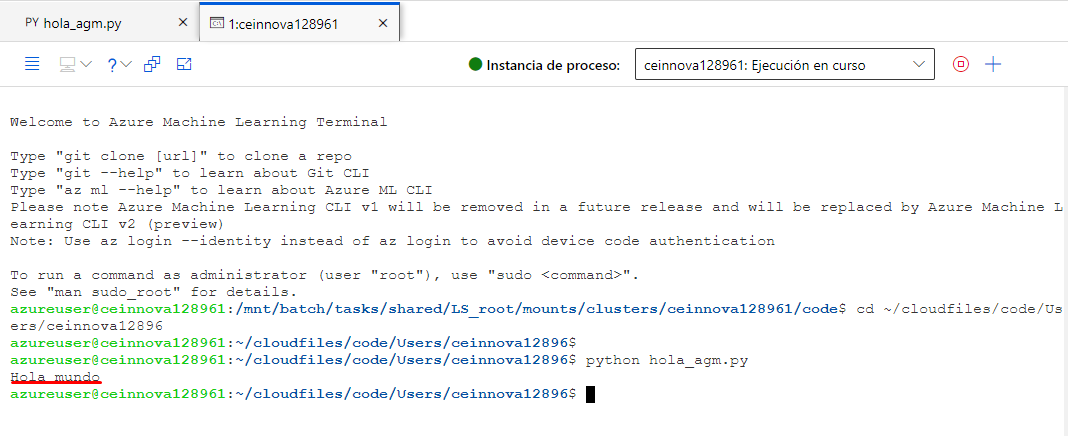 PY hola_agm.py
1:ceinnova128961
Instancia de proceso:
ceinnova128961: Ejecución en curso
Welcome to Azure Machine Learning Terminal
Type "git clone [url]" to clone a repo
Type "git --help" to learn about Git CLI
Type "az ml --help" to learn about Azure ML CLI
Please note Azure Machine Learning CLI v1 will be removed in a future release and will be replaced by Azure Machine L
earning CLI v2 (preview)
Note: Use az login --identity instead of az login to avoid device code authentication
To run a command as administrator (user "root"), use "sudo <command>".
See "man sudo_root" for details.
azureuser@ceinnova128961:/mnt/batch/tasks/shared/LS_root/mounts/clusters/ceinnova128961/code$ cd ~/cloudfiles/code/Us
ers/ceinnova12896
azureuser@ceinnova128961:~/cloudfiles/code/Users/ceinnova12896$
azureuser@ceinnova128961:~/cloudfiles/code/Users/ceinnova12896$ python hola_agm.py
Hola mundo
azureuser@ceinnova128961:~/cloudfiles/code/Users/ceinnova12896$